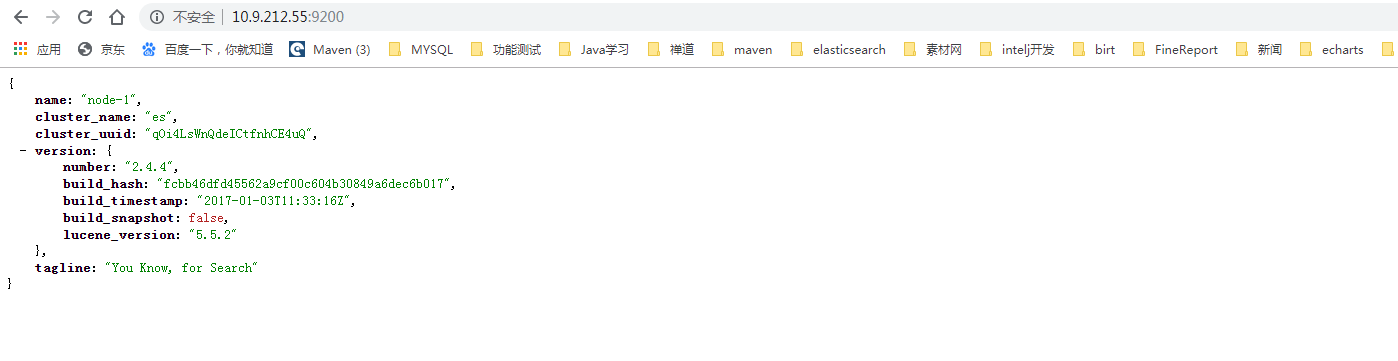 不安全 | 10.9.212.55:9200
应用 京东 百度一下，你就知道 Maven (3) MYSQL 功能测试 Java学习 禅道 maven elasticsearch 素材网 intelj开发 birt FineReport 新闻 echarts
{
name: "node-1",
cluster_name: "es",
cluster_uuid: "qOi4LsWnQdeICtfnhCE4uQ",
- version: {
number: "2.4.4",
build_hash: "fcbb46dfd45562a9cf00c604b30849a6dec6b017",
build_timestamp: "2017-01-03T11:33:16Z",
build_snapshot: false,
lucene_version: "5.5.2"
},
tagline: "You Know, for Search"
}